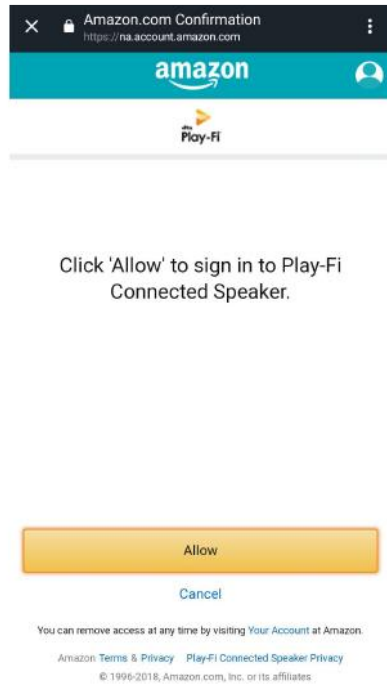 Amazon.com Confirmation
https://na.account.amazon.com
amazon
dts
Play-Fi
Click 'Allow' to sign in to Play-Fi
Connected Speaker.
Allow
Cancel
You can remove access at any time by visiting Your Account at Amazon.
Amazon Terms & Privacy Play-Fi Connected Speaker Privacy
© 1996-2018, Amazon.com, Inc. or its affiliates